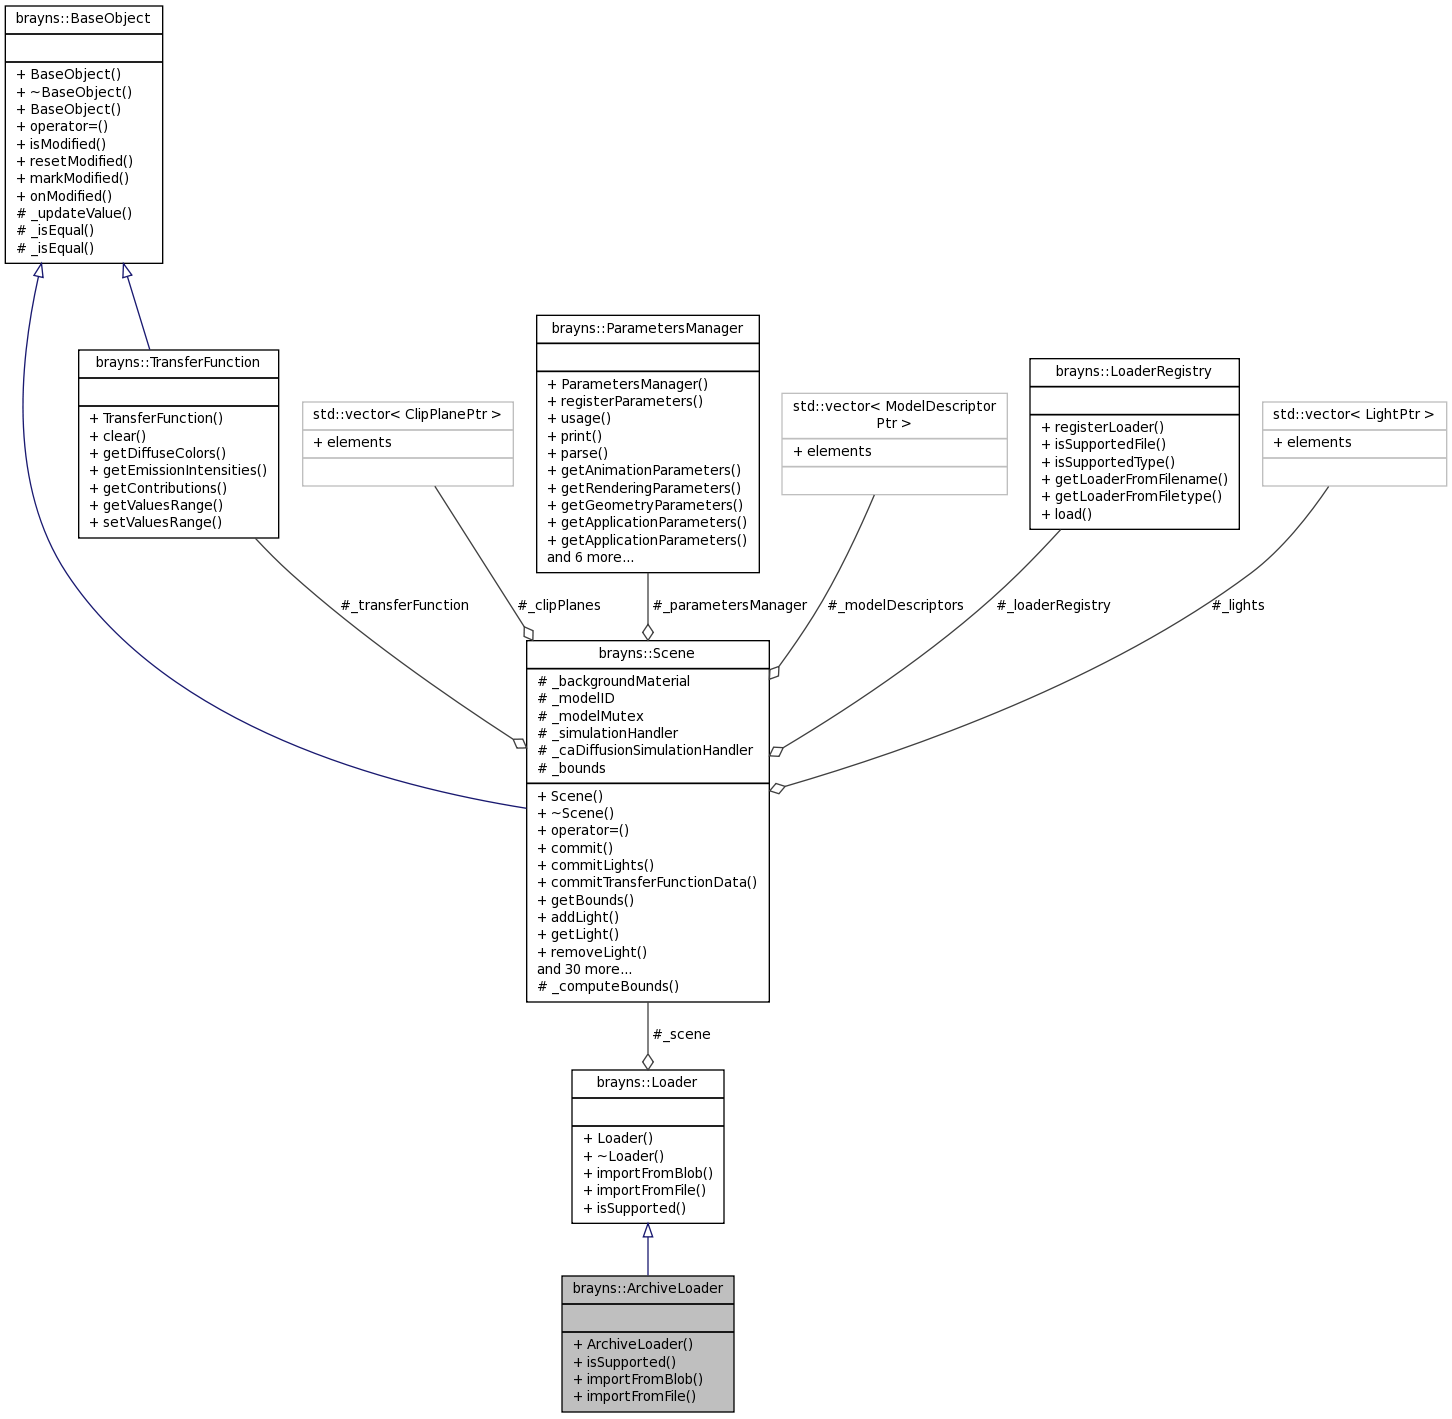 brayns::BaseObject
+ BaseObject()
+ ~BaseObject()
+ BaseObject()
+ operator=()
+ isModified()
+ resetModified()
+ markModified()
+ onModified()
# _updateValue()
# _isEqual()
# _isEqual()
brayns::TransferFunction
+ TransferFunction()
+ clear()
+ getDiffuseColors()
+ getEmissionIntensities()
+ getContributions()
+ getValuesRange()
+ setValuesRange()
std::vector< ClipPlanePtr >
+ elements
brayns::ParametersManager
+ ParametersManager()
+ registerParameters()
+ usage()
+ print()
+ parse()
+ getAnimationParameters()
+ getRenderingParameters()
+ getGeometryParameters()
+ getApplicationParameters()
+ getApplicationParameters()
and 6 more...
std::vector< ModelDescriptor
Ptr >
+ elements
brayns::LoaderRegistry
+ registerLoader()
+ isSupportedFile()
+ isSupportedType()
+ getLoaderFromFilename()
+ getLoaderFromFiletype()
+ load()
std::vector< LightPtr >
+ elements
#_transferFunction
#_clipPlanes
#_parametersManager
#_modelDescriptors
#_loaderRegistry
#_lights
brayns::Scene
# _backgroundMaterial
# _modelID
# _modelMutex
# _simulationHandler
# _caDiffusionSimulationHandler
# _bounds
+ Scene()
+ ~Scene()
+ operator=()
+ commit()
+ commitLights()
+ commitTransferFunctionData()
+ getBounds()
+ addLight()
+ getLight()
+ removeLight()
and 30 more...
# _computeBounds()
#_scene
brayns::Loader
+ Loader()
+ ~Loader()
+ importFromBlob()
+ importFromFile()
+ isSupported()
brayns::ArchiveLoader
+ ArchiveLoader()
+ isSupported()
+ importFromBlob()
+ importFromFile()